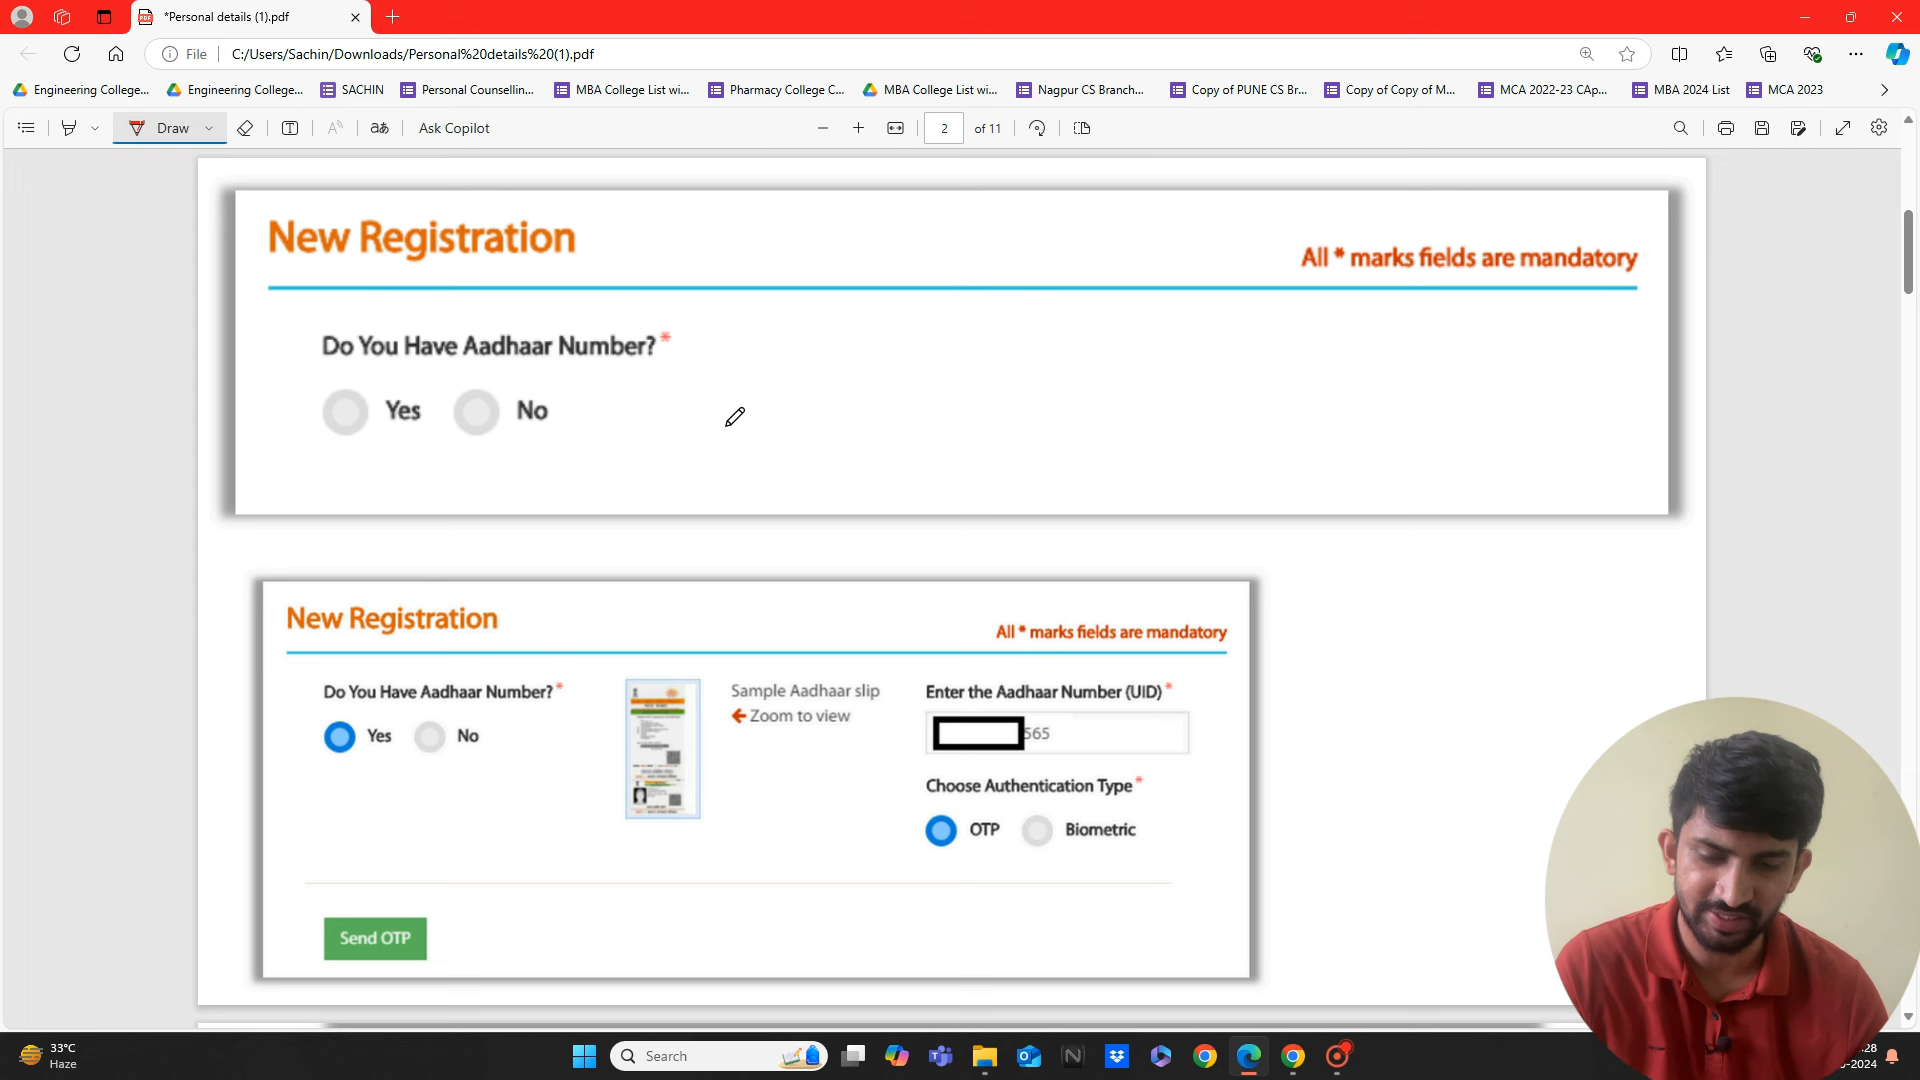 *Personal details (1).pdf
File
C:/Users/Sachin/Downloads/Personal%20details%20(1).pdf
Engineering College...
Engineering College...
SACHIN
Personal Counsellin...
MBA College List wi...
Pharmacy College C...
MBA College List wi...
Nagpur CS Branch...
Copy of PUNE CS Br...
Copy of Copy of M...
MCA 2022-23 CAp...
MBA 2024 List
MCA 2023
Draw
Ask Copilot
2 of 11
New Registration
All * marks fields are mandatory
Do You Have Aadhaar Number? *
Yes No
New Registration
All * marks fields are mandatory
Do You Have Aadhaar Number? *
Yes No
Sample Aadhaar slip
Zoom to view
Enter the Aadhaar Number (UID) *
565
Choose Authentication Type *
OTP Biometric
Send OTP
33°C
Haze
Search
:28
-2024